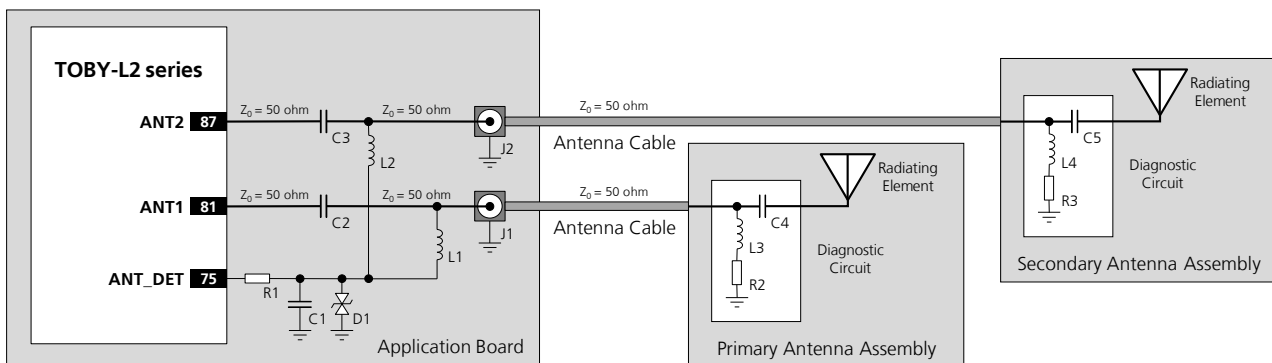 TOBY-L2 series
ANT2 87
Z0 = 50 ohm
C3
Z0 = 50 ohm
L2
J2
Z0 = 50 ohm
Antenna Cable
ANT1 81
Z0 = 50 ohm
C2
Z0 = 50 ohm
L1
J1
Z0 = 50 ohm
Antenna Cable
ANT_DET 75
R1
C1
D1
Application Board
Radiating
Element
C4
L3
R2
Diagnostic
Circuit
Primary Antenna Assembly
Radiating
Element
C5
L4
R3
Diagnostic
Circuit
Secondary Antenna Assembly